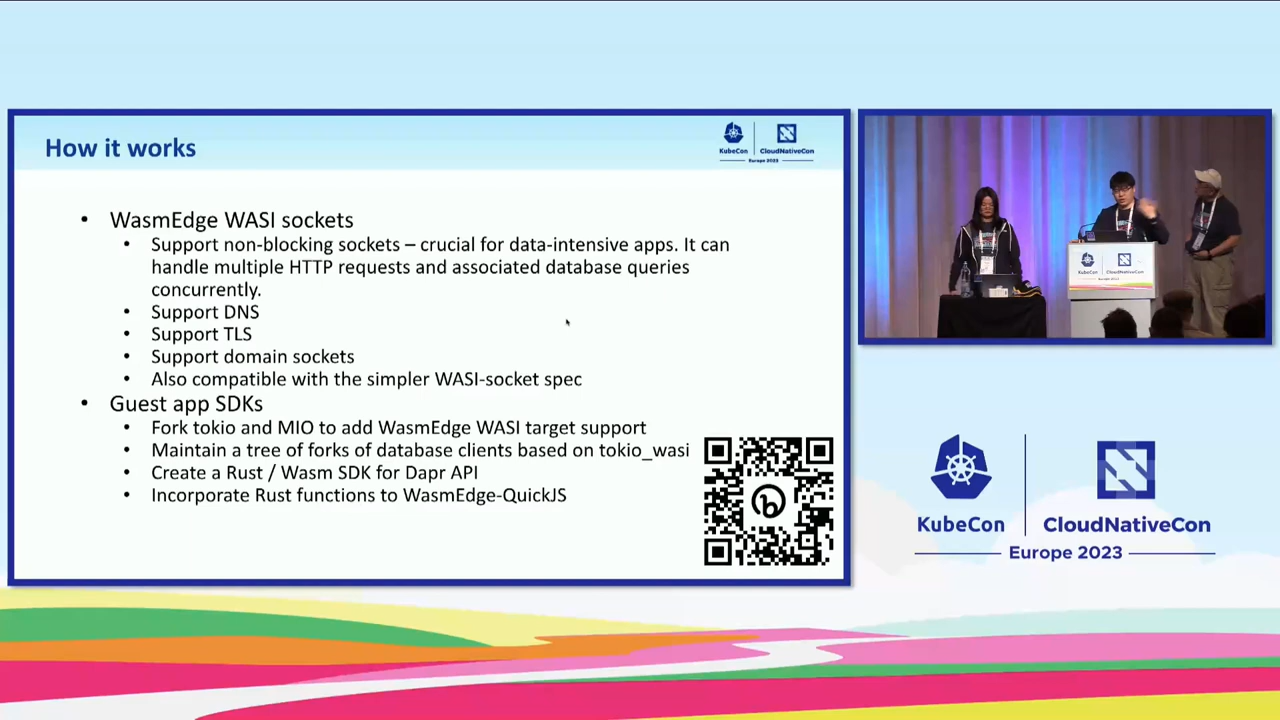 How it works
KubeCon
CloudNativeCon
Europe 2023
• WasmEdge WASI sockets
• Support non-blocking sockets – crucial for data-intensive apps. It can
handle multiple HTTP requests and associated database queries
concurrently.
• Support DNS
• Support TLS
• Support domain sockets
• Also compatible with the simpler WASI-socket spec
• Guest app SDKs
• Fork tokio and MIO to add WasmEdge WASI target support
• Maintain a tree of forks of database clients based on tokio_wasi
• Create a Rust / Wasm SDK for Dapr API
• Incorporate Rust functions to WasmEdge-QuickJS
b
KubeCon
CloudNativeCon
KubeCon
CloudNativeCon
Europe 2023